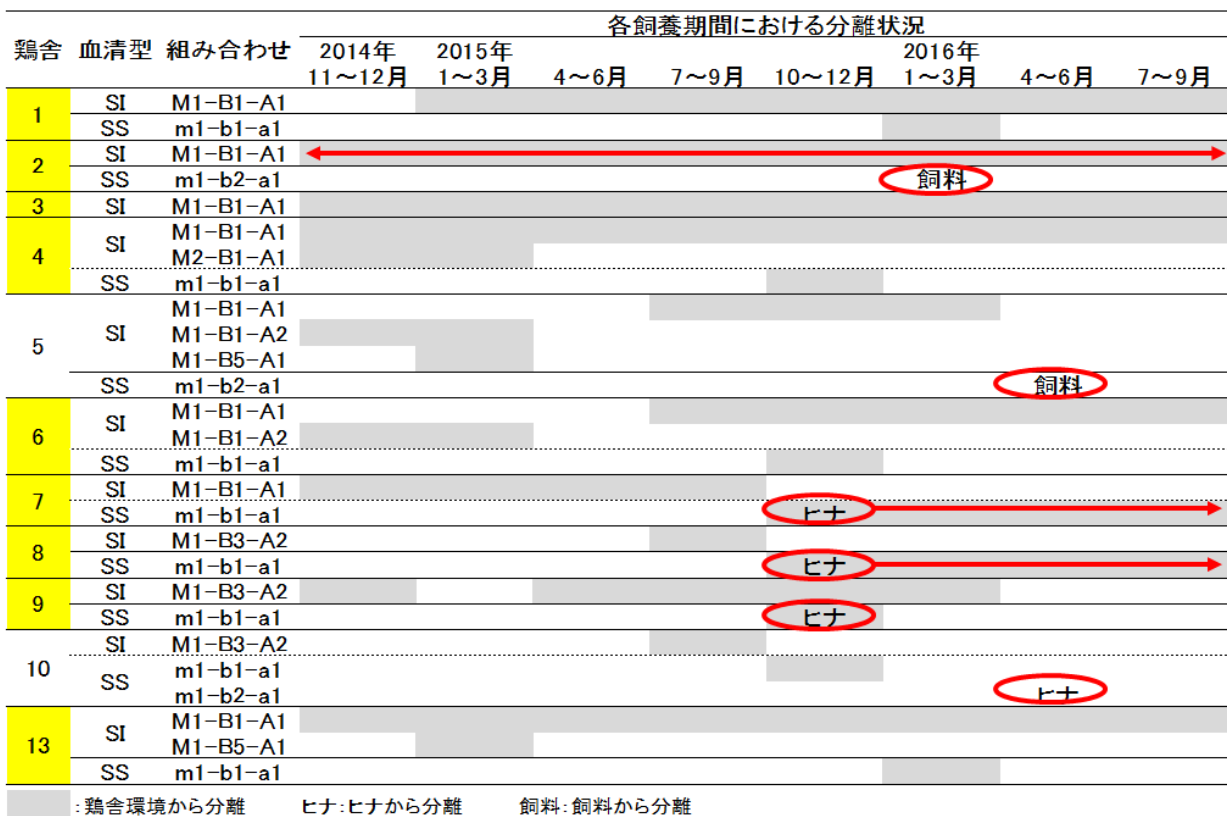 各飼養期間における分離状況
鶏舎 血清型 組み合わせ 2014年 11～12月 2015年 1～3月 4～6月 7～9月 10～12月 2016年 1～3月 4～6月 7～9月
1 SI M1-B1-A1
SS m1-b1-a1
2 SI M1-B1-A1
SS m1-b2-a1 飼料
3 SI M1-B1-A1
4 SI M1-B1-A1
M2-B1-A1
SS m1-b1-a1
5 SI M1-B1-A1
M1-B1-A2
M1-B5-A1
SS m1-b2-a1 飼料
6 SI M1-B1-A1
M1-B1-A2
SS m1-b1-a1
7 SI M1-B1-A1
SS m1-b1-a1 ヒナ
8 SI M1-B3-A2
SS m1-b1-a1 ヒナ
9 SI M1-B3-A2
SS m1-b1-a1 ヒナ
10 SI M1-B3-A2
SS m1-b1-a1
m1-b2-a1 ヒナ
13 SI M1-B1-A1
M1-B5-A1
SS m1-b1-a1
：鶏舎環境から分離 ヒナ：ヒナから分離 飼料：飼料から分離